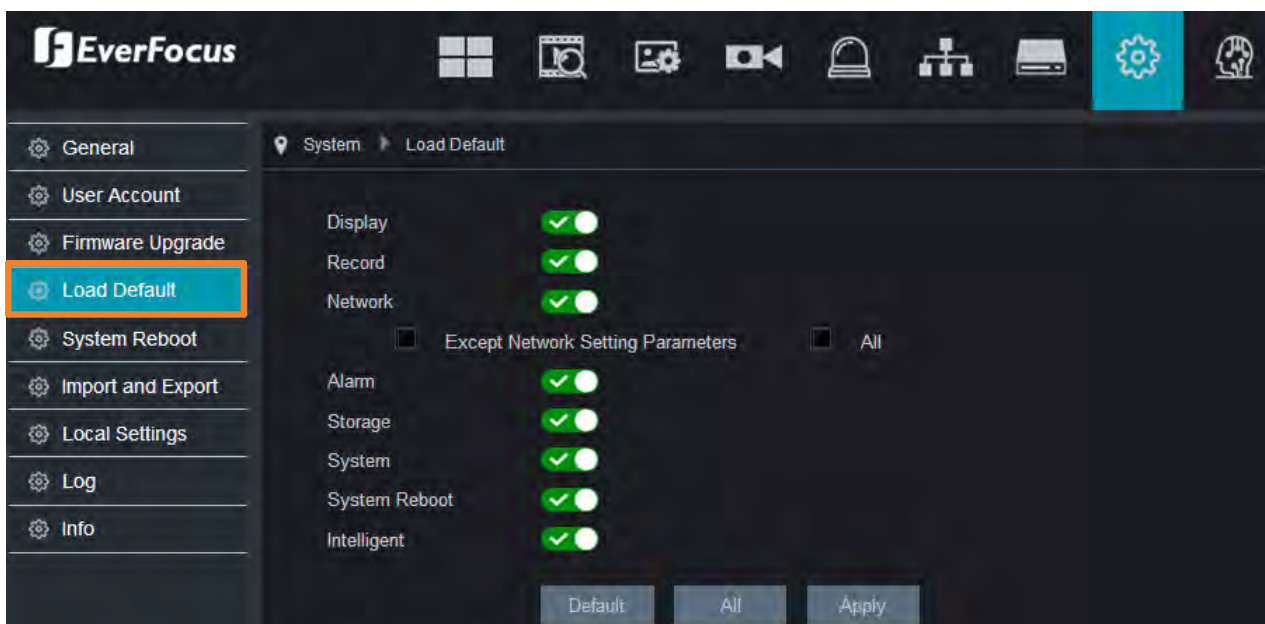 EverFocus
General
User Account
Firmware Upgrade
Load Default
System Reboot
Import and Export
Local Settings
Log
Info
System Load Default
Display
Record
Network
Except Network Setting Parameters All
Alarm
Storage
System
System Reboot
Intelligent
Default All Apply